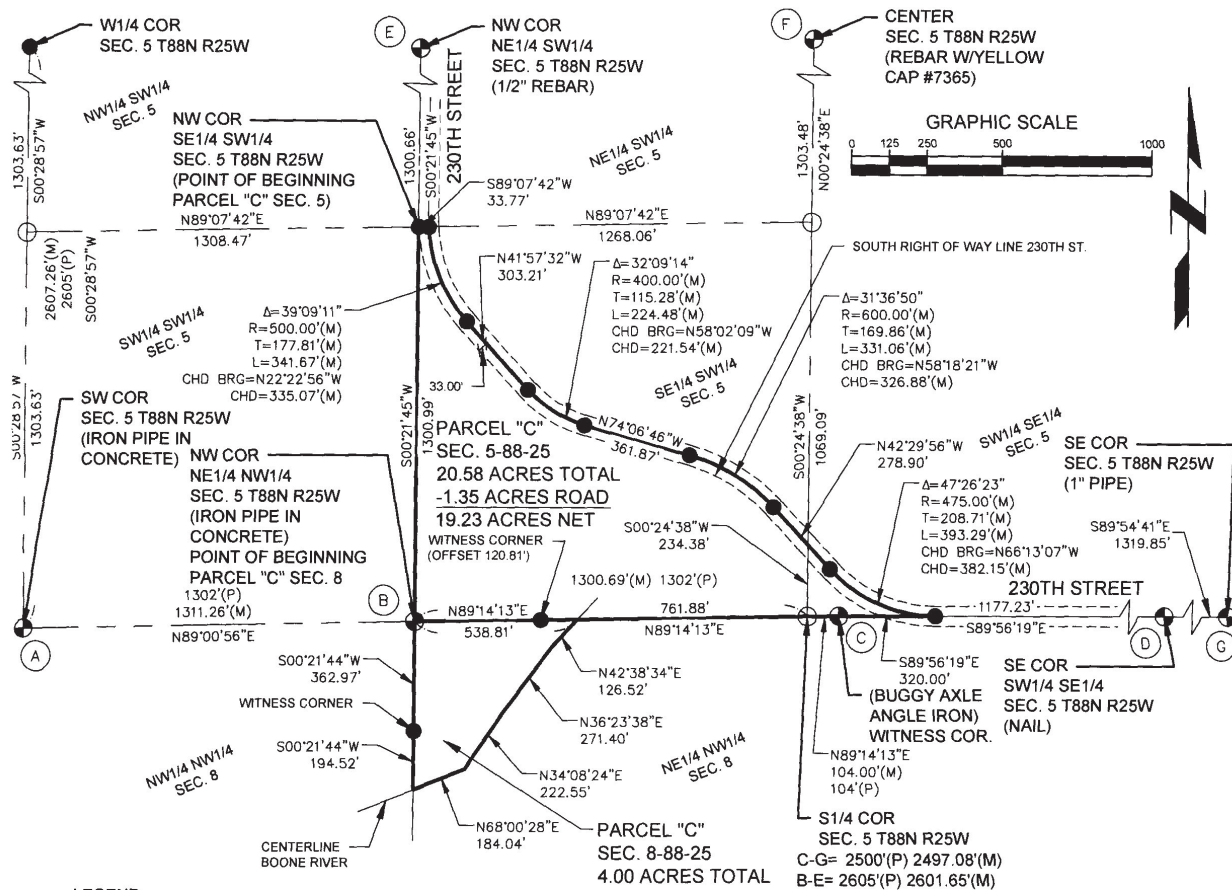 W1/4 COR
SEC. 5 T88N R25W
E
NW COR
NE1/4 SW1/4
SEC. 5 T88N R25W
(1/2" REBAR)
F
CENTER
SEC. 5 T88N R25W
(REBAR W/YELLOW
CAP #7365)
1303.63'
S00°28'57"W
NW1/4 SW1/4
SEC. 5
NW COR
SE1/4 SW1/4
SEC. 5 T88N R25W
(POINT OF BEGINNING
PARCEL "C" SEC. 5)
1300.66'
S00°21'45"W
230TH STREET
NE1/4 SW1/4
SEC. 5
1303.48'
N00°24'38"E
GRAPHIC SCALE
0 125 250 500 1000
S89°07'42"W
33.77'
N89°07'42"E
1308.47'
N89°07'42"E
1268.06'
SOUTH RIGHT OF WAY LINE 230TH ST.
2607.26'(M)
2605'(P)
S00°28'57"W
N41°57'32"W
303.21'
Δ=32°09'14"
R=400.00'(M)
T=115.28'(M)
L=224.48'(M)
CHD BRG=N58°02'09"W
CHD=221.54'(M)
Δ=31°36'50"
R=600.00'(M)
T=169.86'(M)
L=331.06'(M)
CHD BRG=N58°18'21"W
CHD=326.88'(M)
SW1/4 SW1/4
SEC. 5
Δ=39°09'11"
R=500.00'(M)
T=177.81'(M)
L=341.67'(M)
CHD BRG=N22°22'56"W
CHD=335.07'(M)
33.00'
SE1/4 SW1/4
SEC. 5
S00°28'57"W
1303.63'
SW COR
SEC. 5 T88N R25W
(IRON PIPE IN
CONCRETE)
S00°21'45"W
1300.99'
PARCEL "C"
SEC. 5-88-25
20.58 ACRES TOTAL
-1.35 ACRES ROAD
19.23 ACRES NET
N74°06'46"W
361.87'
S00°24'38"W
1069.09'
N42°29'56"W
278.90'
SW1/4 SE1/4
SEC. 5
SE COR
SEC. 5 T88N R25W
(1" PIPE)
NW COR
NE1/4 NW1/4
SEC. 5 T88N R25W
(IRON PIPE IN
CONCRETE)
POINT OF BEGINNING
PARCEL "C" SEC. 8
Δ=47°26'23"
R=475.00'(M)
T=208.71'(M)
L=393.29'(M)
CHD BRG=N66°13'07"W
CHD=382.15'(M)
S89°54'41"E
1319.85'
S00°24'38"W
234.38'
WITNESS CORNER
(OFFSET 120.81')
1302'(P)
1311.26'(M)
N89°00'56"E
A
B
1300.69'(M) 1302'(P)
N89°14'13"E
538.81'
761.88'
N89°14'13"E
C
230TH STREET
1177.23'
S89°56'19"E
D
G
S00°21'44"W
362.97'
N42°38'34"E
126.52'
S89°56'19"E
320.00'
SE COR
SW1/4 SE1/4
SEC. 5 T88N R25W
(NAIL)
(BUGGY AXLE
ANGLE IRON)
WITNESS COR.
WITNESS CORNER
N36°23'38"E
271.40'
N89°14'13"E
104.00'(M)
104'(P)
S00°21'44"W
194.52'
NW1/4 NW1/4
SEC. 8
N34°08'24"E
222.55'
NE1/4 NW1/4
SEC. 8
N68°00'28"E
184.04'
CENTERLINE
BOONE RIVER
PARCEL "C"
SEC. 8-88-25
4.00 ACRES TOTAL
S1/4 COR
SEC. 5 T88N R25W
C-G= 2500'(P) 2497.08'(M)
B-E= 2605'(P) 2601.65'(M)